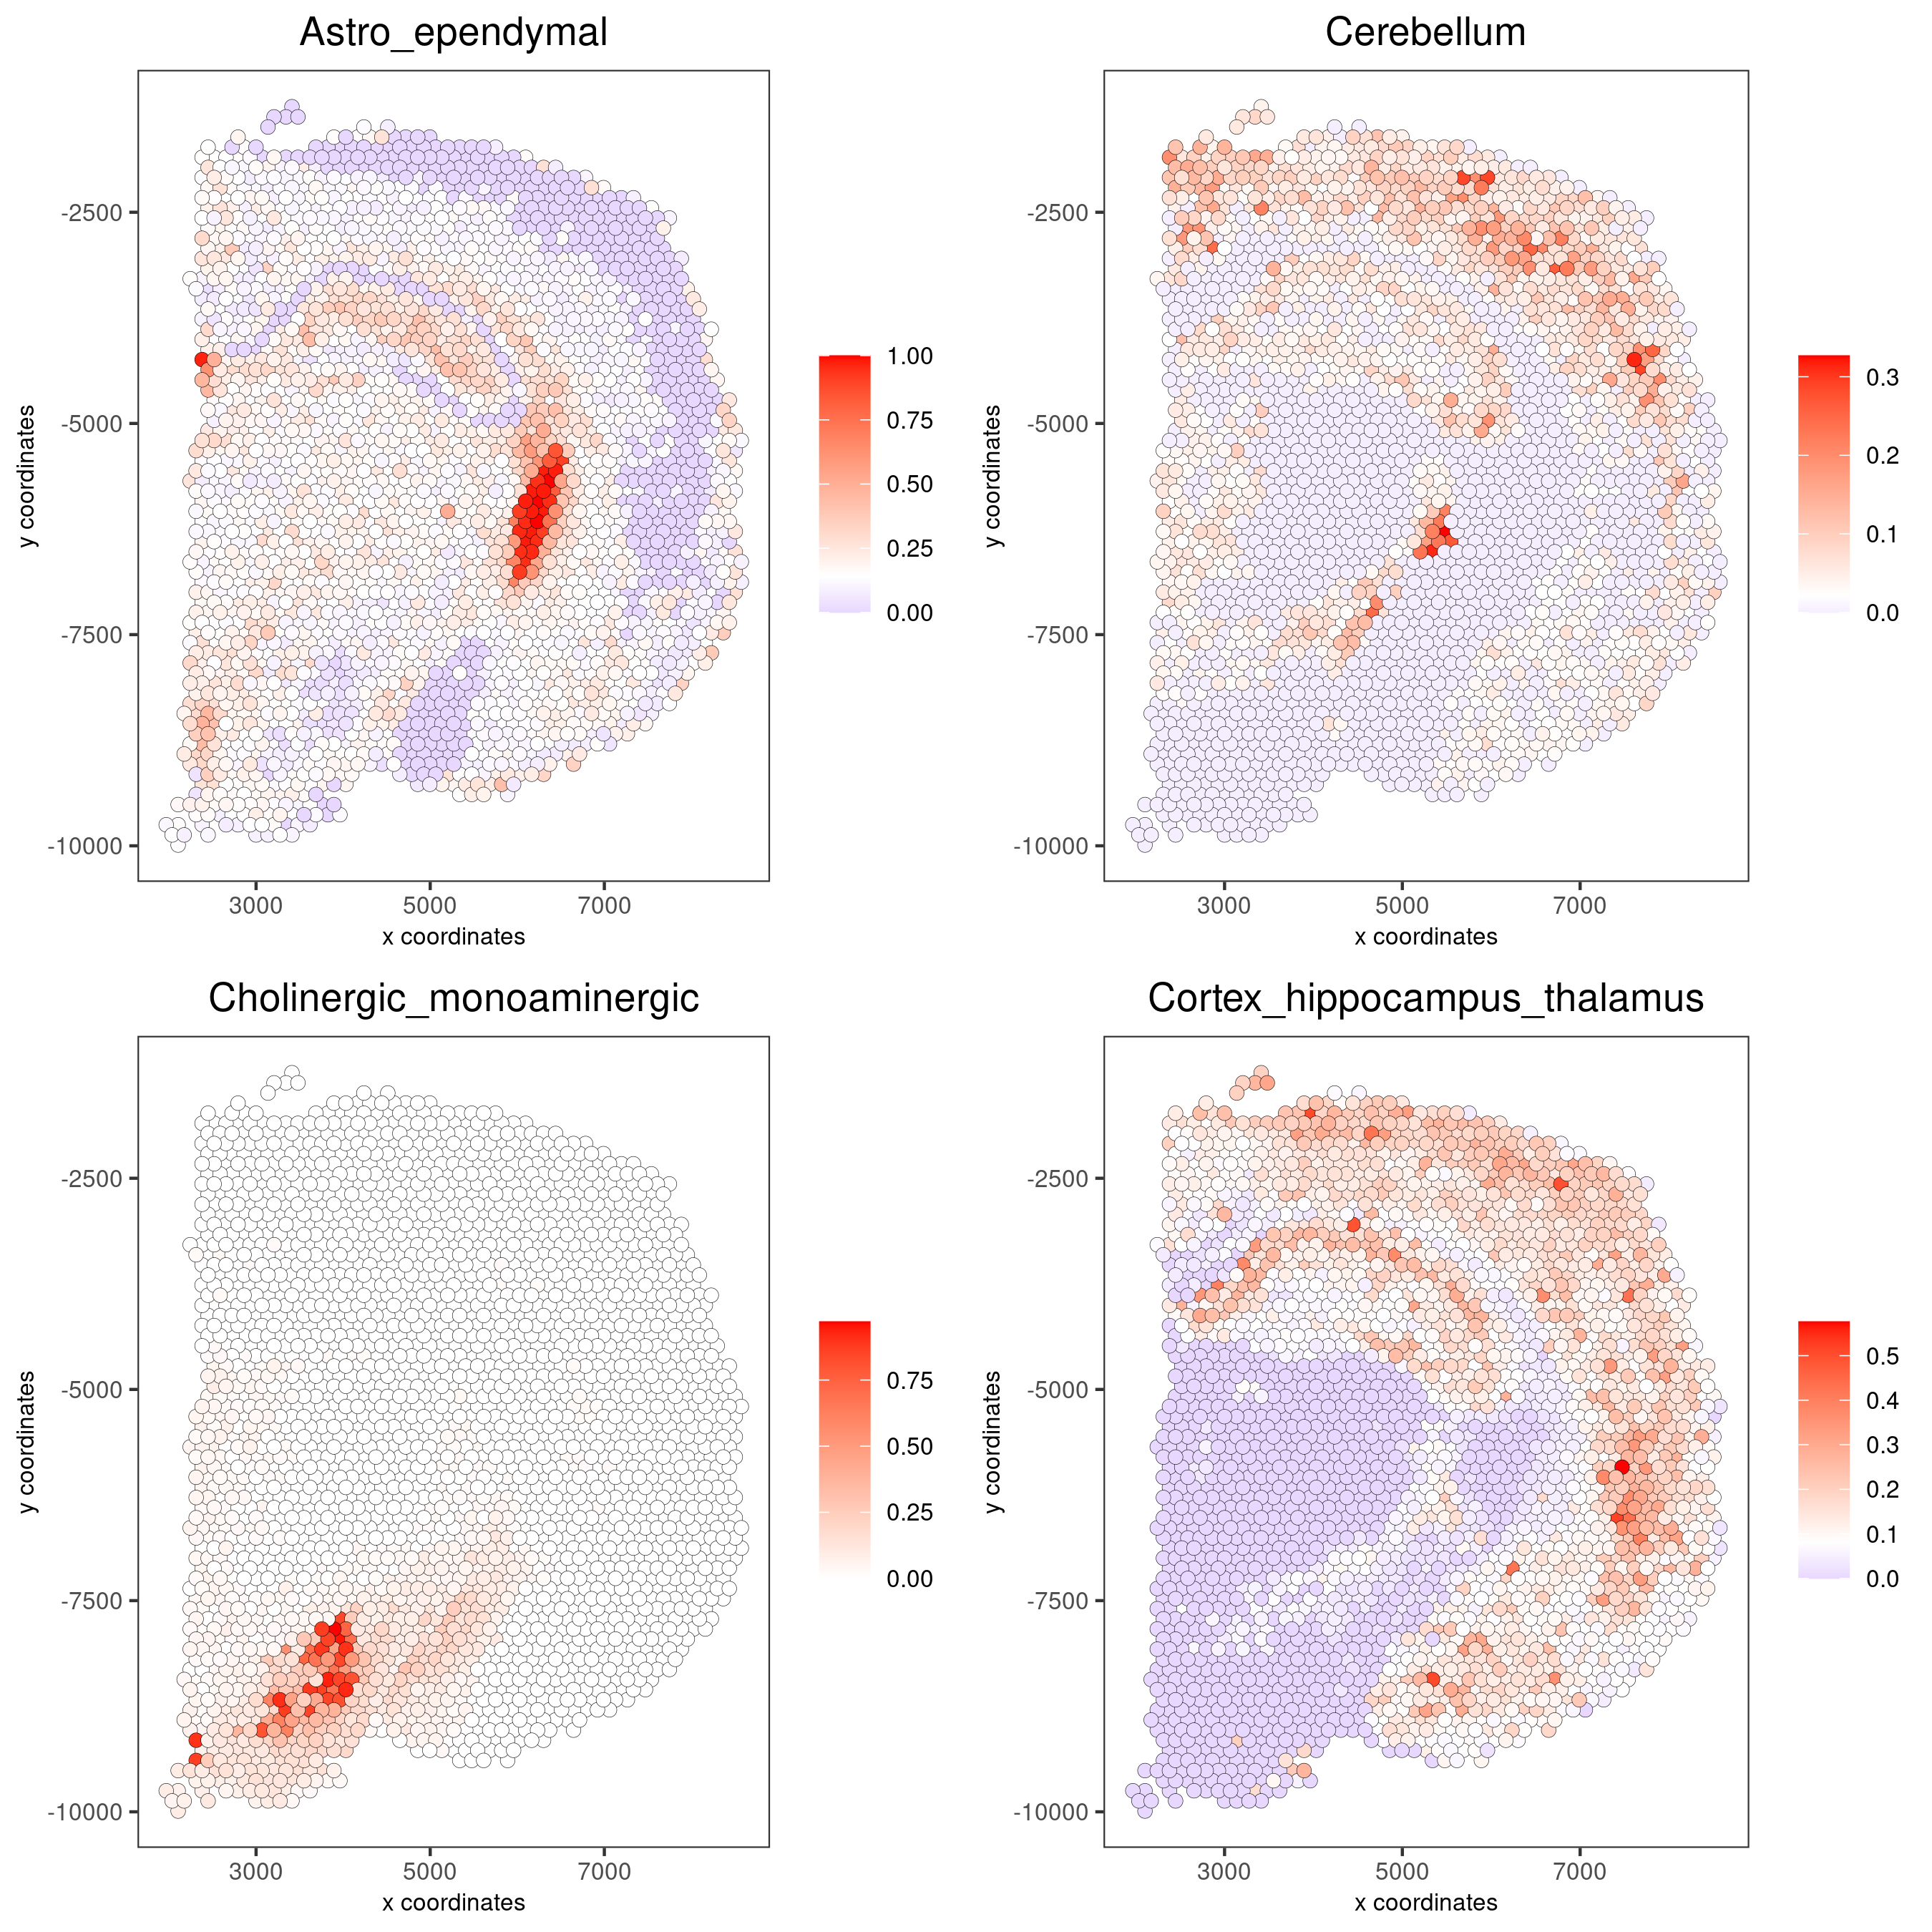 Astro_ependymal
-2500
-5000
-7500
-10000
3000 5000 7000
x coordinates
y coordinates
1.00
0.75
0.50
0.25
0.00
Cerebellum
-2500
-5000
-7500
-10000
3000 5000 7000
x coordinates
y coordinates
0.3
0.2
0.1
0.0
Cholinergic_monoaminergic
-2500
-5000
-7500
-10000
3000 5000 7000
x coordinates
y coordinates
0.75
0.50
0.25
0.00
Cortex_hippocampus_thalamus
-2500
-5000
-7500
-10000
3000 5000 7000
x coordinates
y coordinates
0.5
0.4
0.3
0.2
0.1
0.0